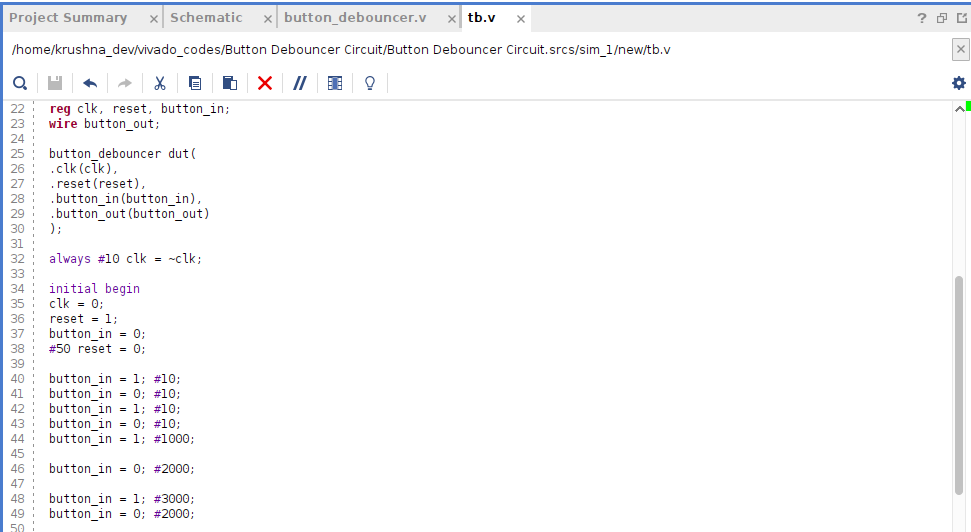 Project Summary × Schematic × button_debouncer.v × tb.v × ?
/home/krushna_dev/vivado_codes/Button Debouncer Circuit/Button Debouncer Circuit.srcs/sim_1/new/tb.v
22 reg clk, reset, button_in;
23 wire button_out;
24
25 button_debouncer dut(
26 .clk(clk),
27 .reset(reset),
28 .button_in(button_in),
29 .button_out(button_out)
30 );
31
32 always #10 clk = ~clk;
33
34 initial begin
35 clk = 0;
36 reset = 1;
37 button_in = 0;
38 #50 reset = 0;
39
40 button_in = 1; #10;
41 button_in = 0; #10;
42 button_in = 1; #10;
43 button_in = 0; #10;
44 button_in = 1; #1000;
45
46 button_in = 0; #2000;
47
48 button_in = 1; #3000;
49 button_in = 0; #2000;
50